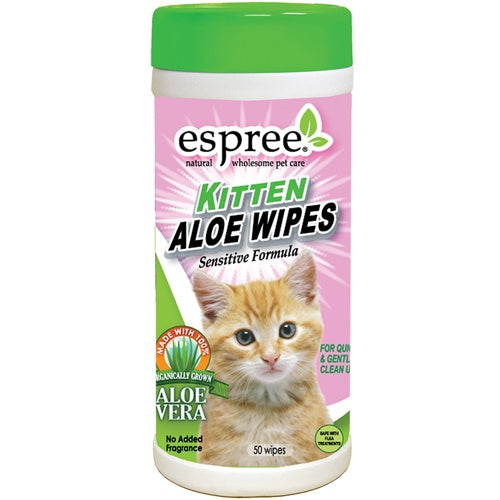 espree®
natural wholesome pet care
KITTEN
ALOE WIPES
Sensitive Formula
MADE WITH 100%
ORGANICALLY GROWN
ALOE
VERA
No Added
Fragrance
FOR QUI
& GENTL
CLEAN U
50 wipes
SAFE WITH
FLEA
TREATMENTS